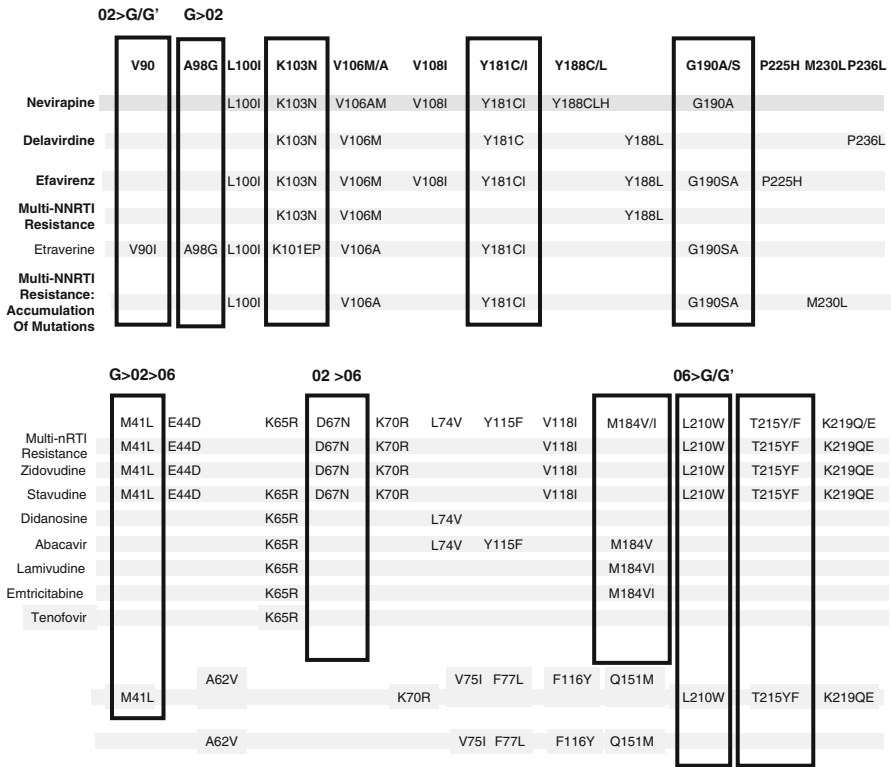 02>G/G' G>02
V90 A98G L100I K103N V106M/A V108I Y181C/I Y188C/L G190A/S P225H M230L P236L
Nevirapine L100I K103N V106AM V108I Y181CI Y188CLH G190A
Delavirdine K103N V106M Y181C Y188L P236L
Efavirenz L100I K103N V106M V108I Y181CI Y188L G190SA P225H
Multi-NNRTI
Resistance K103N V106M Y188L
Etraverine V90I A98G L100I K101EP V106A Y181CI G190SA
Multi-NNRTI
Resistance:
Accumulation L100I V106A Y181CI G190SA M230L
Of Mutations
G>02>06 02 >06 06>G/G'
M41L E44D K65R D67N K70R L74V Y115F V118I M184V/I L210W T215Y/F K219Q/E
Multi-nRTI
Resistance M41L D67N K70R V118I L210W T215YF K219QE
Zidovudine M41L E44D D67N K70R V118I L210W T215YF K219QE
Stavudine M41L E44D K65R D67N K70R V118I L210W T215YF K219QE
Didanosine K65R L74V
Abacavir K65R L74V Y115F M184V
Lamivudine K65R M184VI
Emtricitabine K65R M184VI
Tenofovir K65R
A62V V75I F77L F116Y Q151M
M41L K70R L210W T215YF K219QE
A62V V75I F77L F116Y Q151M